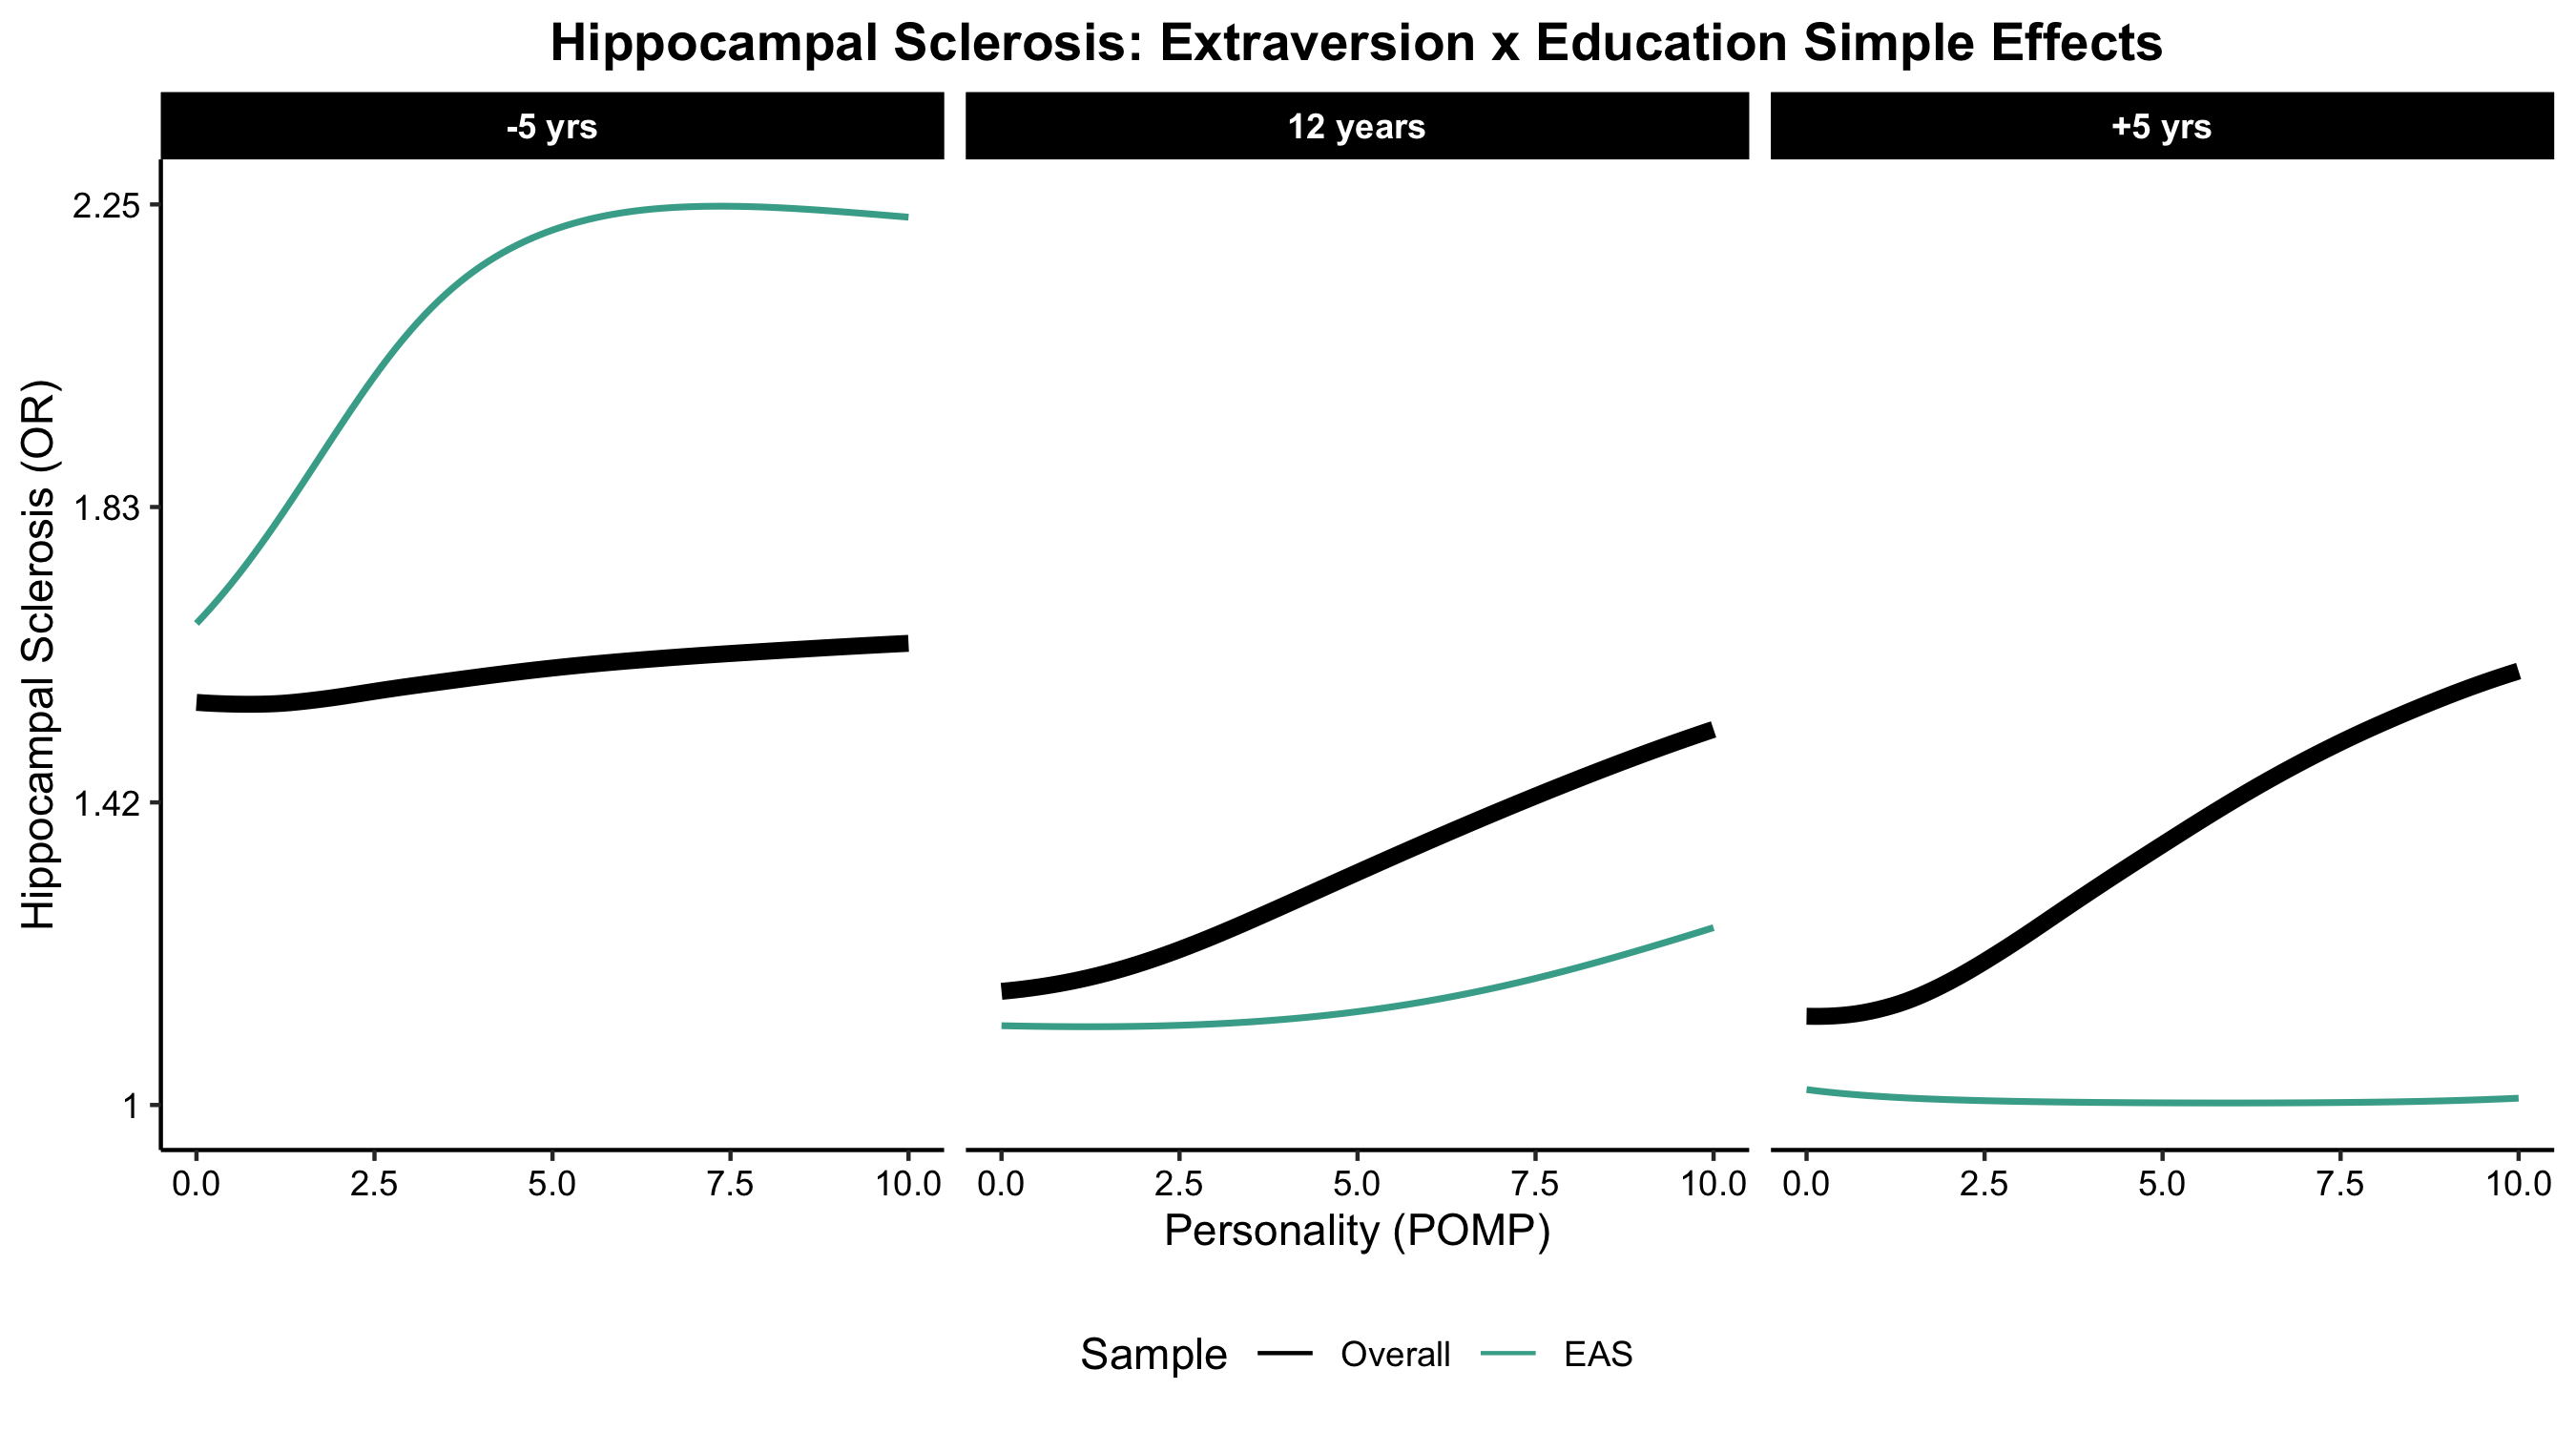 Hippocampal Sclerosis: Extraversion x Education Simple Effects
-5 yrs 12 years +5 yrs
Hippocampal Sclerosis (OR)
2.25
1.83
1.42
1
0.0 2.5 5.0 7.5 10.0 0.0 2.5 5.0 7.5 10.0 0.0 2.5 5.0 7.5 10.0
Personality (POMP)
Sample Overall EAS